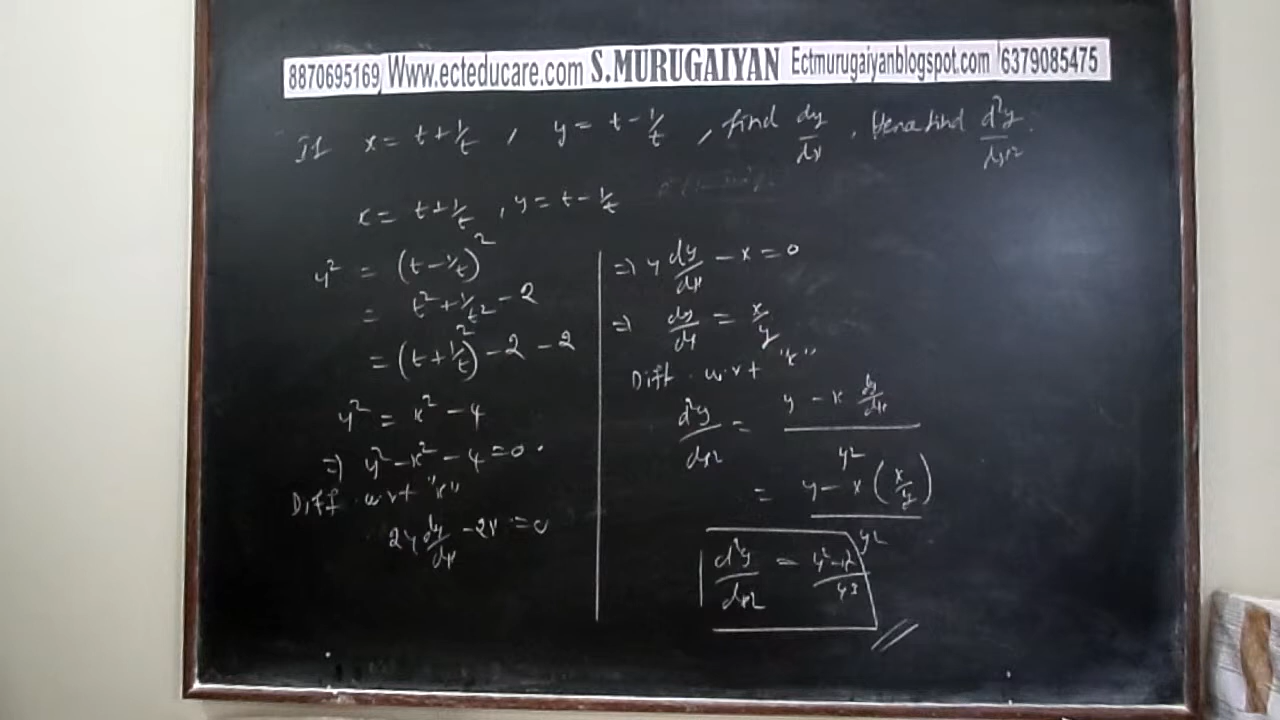 8870695169, Www.ecteducare.com S.MURUGAIYAN Ectmurugaiyanblogspot.com 6379085475
If x = t + 1/t , y = t - 1/t , find dy/dx , Hence find d²y/dx² .
x = t + 1/t , y = t - 1/t
y² = (t - 1/t)²
= t² + 1/t² - 2
= (t + 1/t)² - 2 - 2
y² = x² - 4
⇒ y² - x² - 4 = 0 .
Diff. w.r.t "x"
2y dy/dx - 2x = 0
⇒ y dy/dx - x = 0
⇒ dy/dx = x/y
Diff. w.r.t "x"
d²y/dx² = (y - x dy/dx)/y²
= (y - x (x/y))/y²
d²y/dx² = (y² - x²)/y³